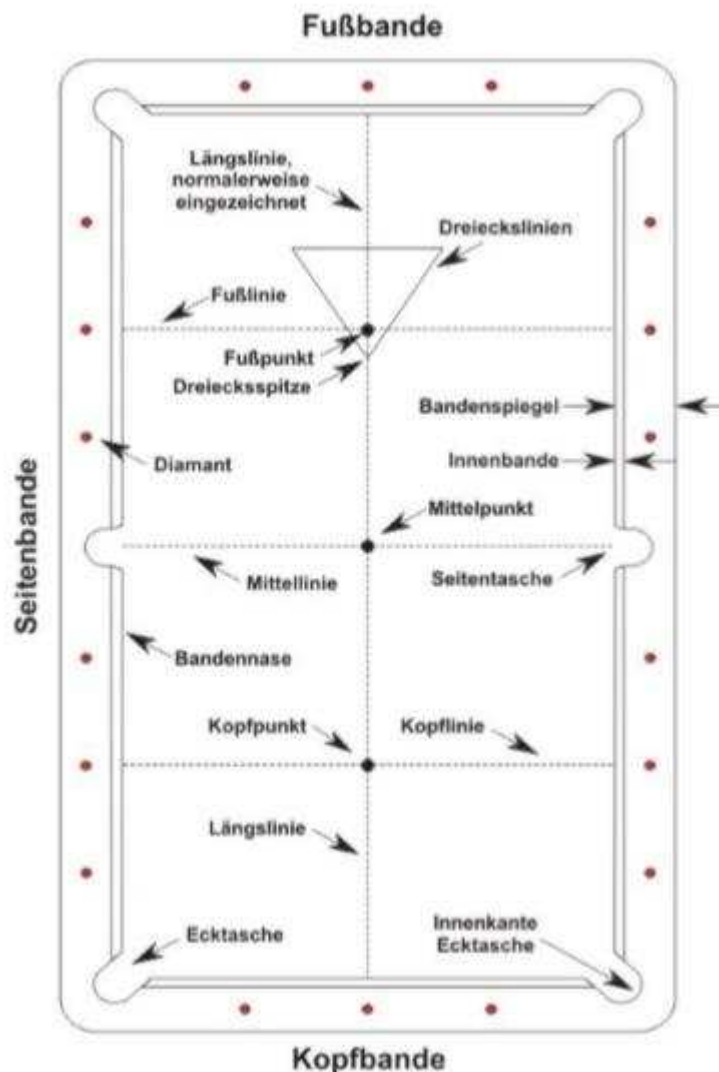 Fußbande
Längslinie,
normalerweise
eingezeichnet
Dreieckslinien
Fußlinie
Fußpunkt
Dreiecksspitze
Bandenspiegel
Diamant
Innenbande
Mittelpunkt
Mittellinie
Seitentasche
Seitenbande
Bandennase
Kopfpunkt
Kopflinie
Längslinie
Ecktasche
Innenkante
Ecktasche
Kopfbande